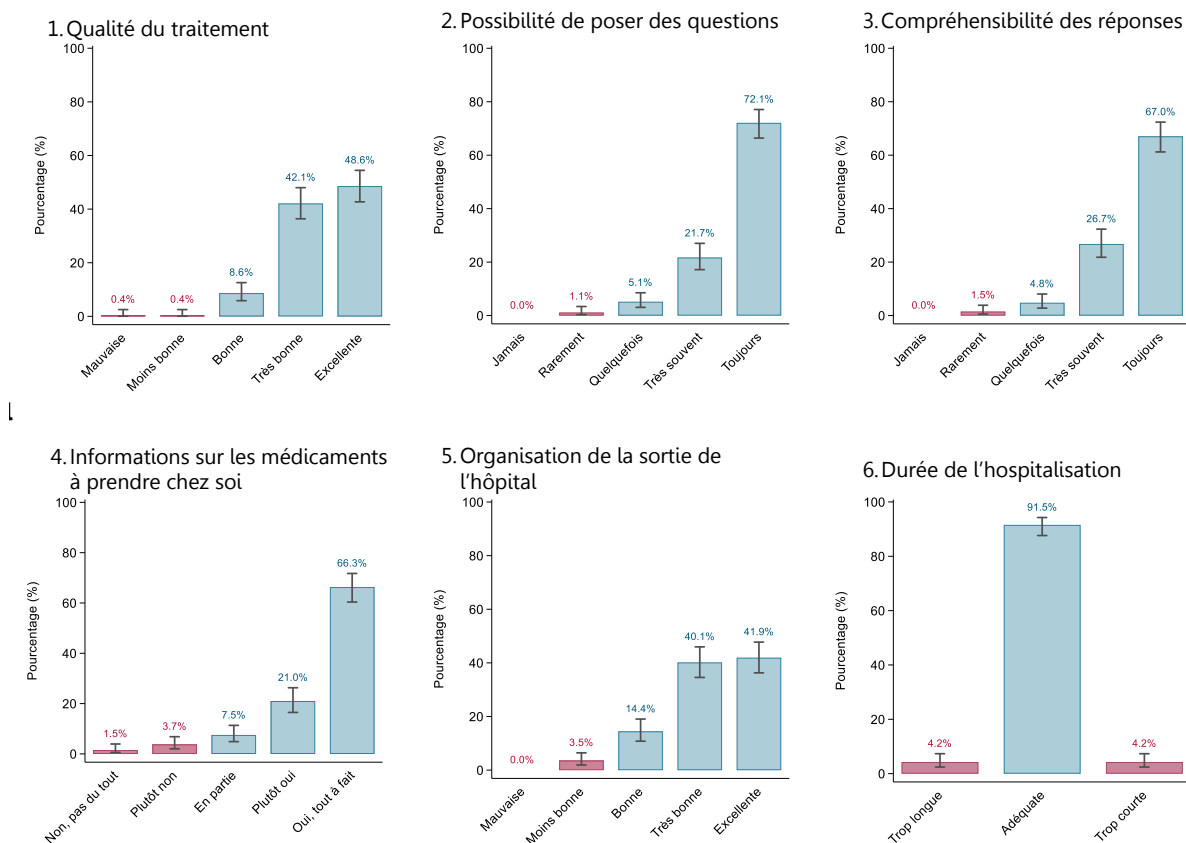 1. Qualité du traitement
100
80
60
40
20
0
Pourcentage (%)
0.4%
0.4%
8.6%
42.1%
48.6%
Mauvaise
Moins bonne
Bonne
Très bonne
Excellente
2. Possibilité de poser des questions
100
80
60
40
20
0
Pourcentage (%)
0.0%
1.1%
5.1%
21.7%
72.1%
Jamais
Rarement
Quelquefois
Très souvent
Toujours
3. Compréhensibilité des réponses
100
80
60
40
20
0
Pourcentage (%)
0.0%
1.5%
4.8%
26.7%
67.0%
Jamais
Rarement
Quelquefois
Très souvent
Toujours
4. Informations sur les médicaments
à prendre chez soi
100
80
60
40
20
0
Pourcentage (%)
1.5%
3.7%
7.5%
21.0%
66.3%
Non, pas du tout
Plutôt non
En partie
Plutôt oui
Oui, tout à fait
5. Organisation de la sortie de
l'hôpital
100
80
60
40
20
0
Pourcentage (%)
0.0%
3.5%
14.4%
40.1%
41.9%
Mauvaise
Moins bonne
Bonne
Très bonne
Excellente
6. Durée de l'hospitalisation
100
80
60
40
20
0
Pourcentage (%)
4.2%
91.5%
4.2%
Trop longue
Adéquate
Trop courte